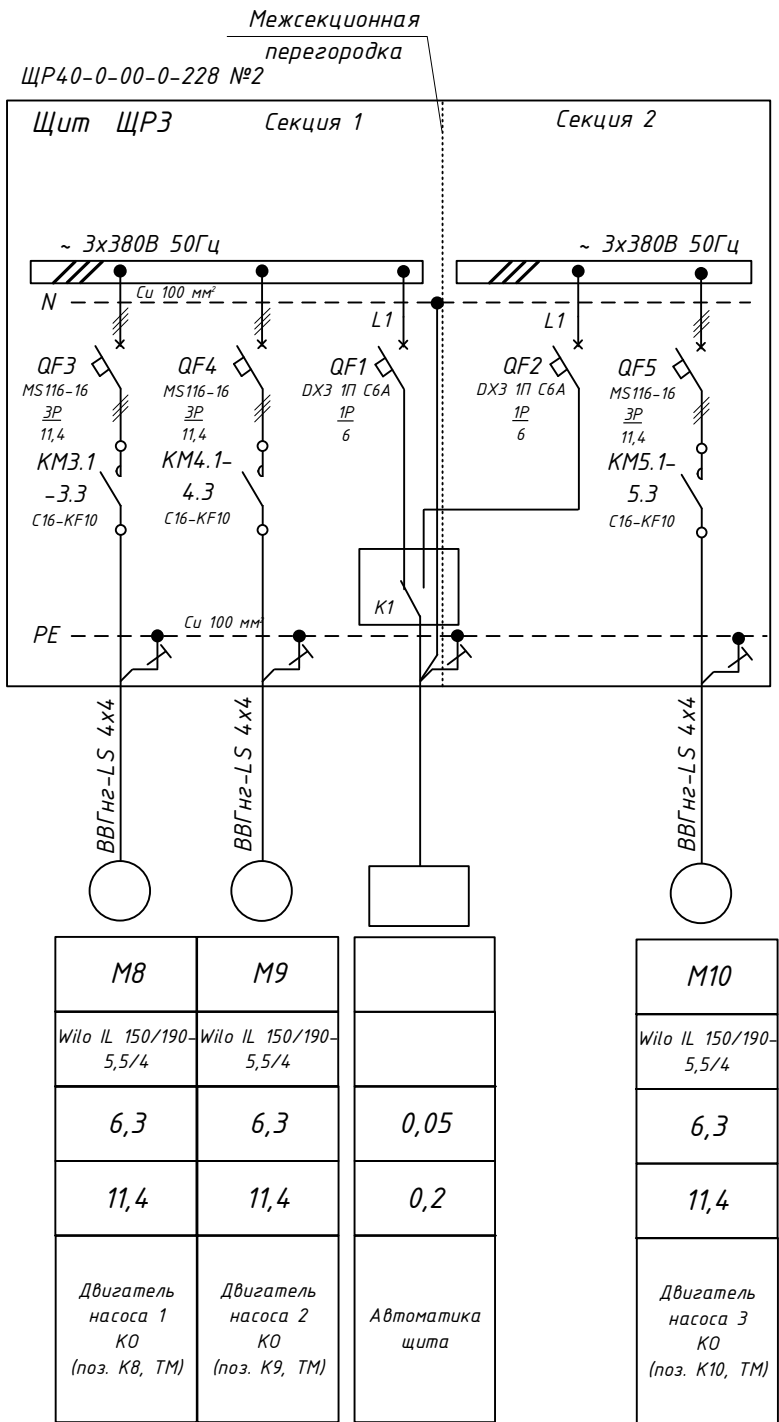 Межсекционная
перегородка
ЩР40-0-00-0-228 №2
Щит ЩР3
Секция 1
Секция 2
~ 3x380В 50Гц
~ 3x380В 50Гц
N
Cu 100 мм²
L1
L1
QF3
MS116-16
3P
11,4
QF4
MS116-16
3P
11,4
QF1
DX3 1П C6A
1P
6
QF2
DX3 1П C6A
1P
6
QF5
MS116-16
3P
11,4
KM3.1
-3.3
C16-KF10
KM4.1-
4.3
C16-KF10
KM5.1-
5.3
C16-KF10
K1
PE
Cu 100 мм²
ВВГнг-LS 4x4
ВВГнг-LS 4x4
ВВГнг-LS 4x4
M8
M9
M10
Wilo IL 150/190-
5,5/4
Wilo IL 150/190-
5,5/4
Wilo IL 150/190-
5,5/4
6,3
6,3
0,05
6,3
11,4
11,4
0,2
11,4
Двигатель
насоса 1
КО
(поз. К8, ТМ)
Двигатель
насоса 2
КО
(поз. К9, ТМ)
Автоматика
щита
Двигатель
насоса 3
КО
(поз. К10, ТМ)